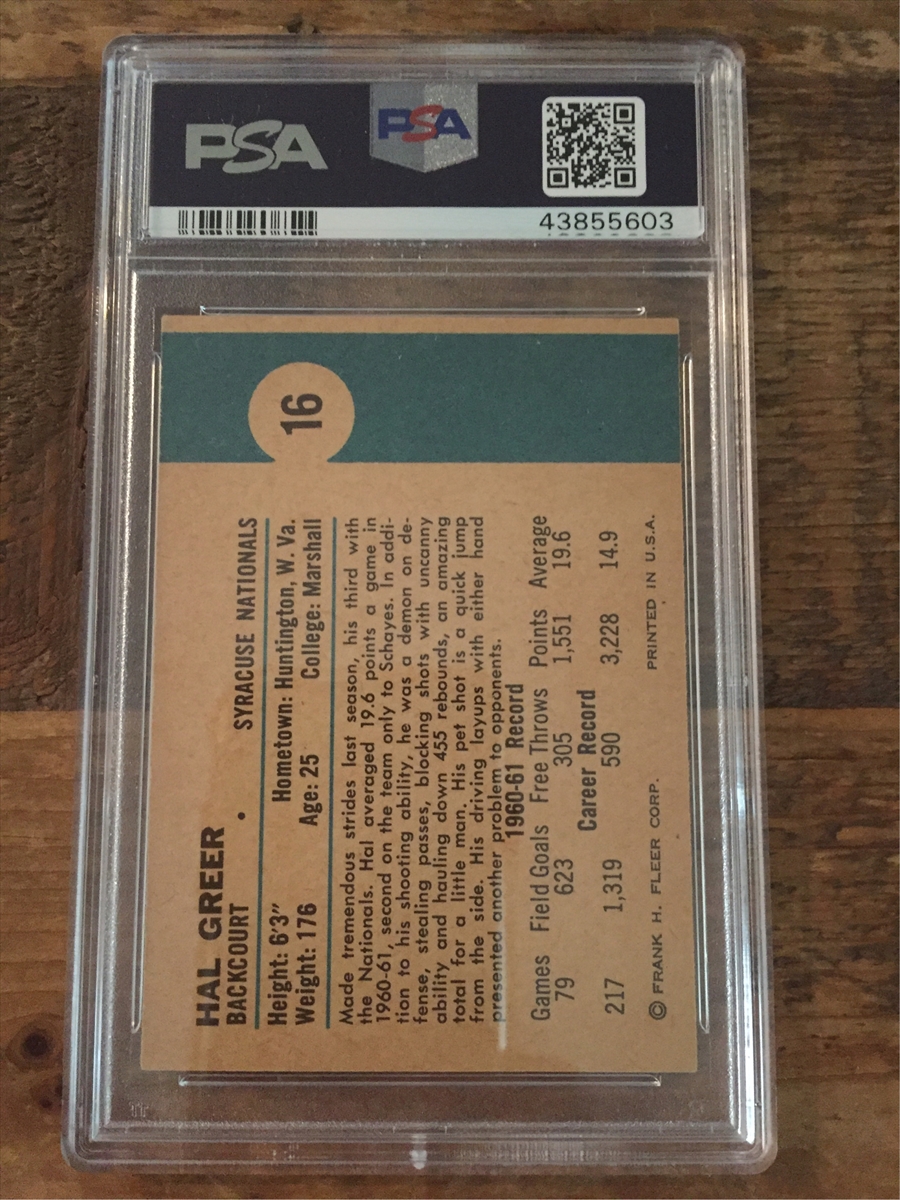 PSA
PSA
43855603
16
HAL GREER
BACKCOURT • SYRACUSE NATIONALS
Height: 6'3" Hometown: Huntington, W. Va.
Weight: 176 Age: 25 College: Marshall
Made tremendous strides last season, his third with
the Nationals. Hal averaged 19.6 points a game in
1960-61, second on the team only to Schayes. In addi-
tion to his shooting ability, he was a demon on de-
fense, stealing passes, blocking shots with uncanny
ability and hauling down 455 rebounds, an amazing
total for a little man. His pet shot is a quick jump
from the side. His driving layups with either hand
presented another problem to opponents.
1960-61 Record
Games Field Goals Free Throws Points Average
79 623 305 1,551 19.6
Career Record
217 1,319 590 3,228 14.9
© FRANK H. FLEER CORP. PRINTED IN U.S.A.